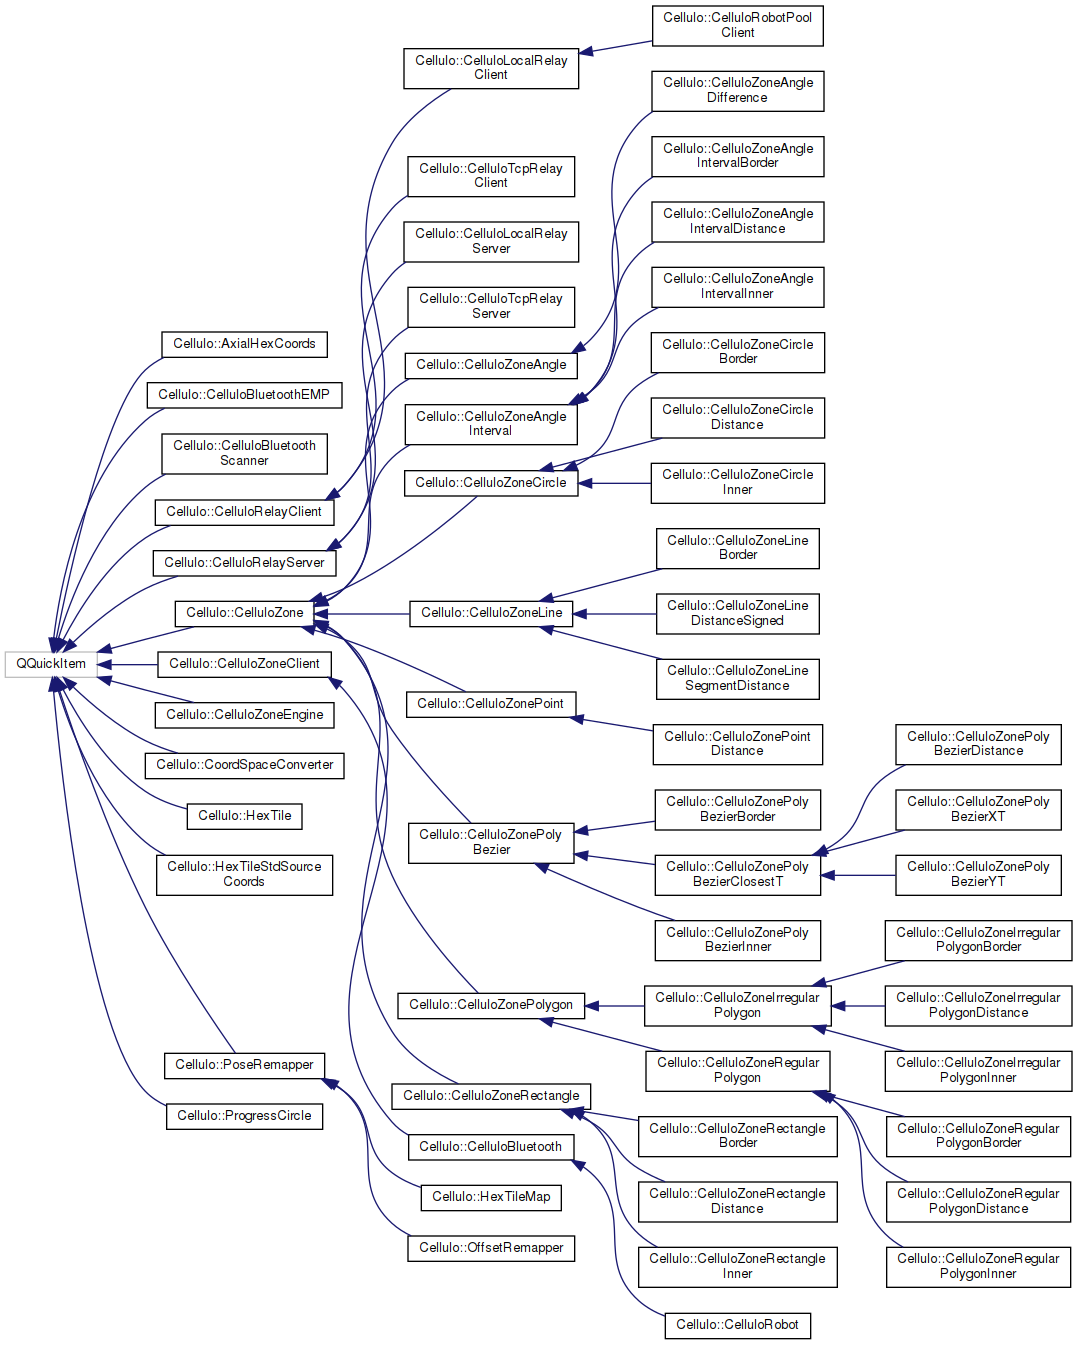 QQuickItem
Cellulo::AxialHexCoords
Cellulo::CelluloBluetoothEMP
Cellulo::CelluloBluetooth
Scanner
Cellulo::CelluloRelayClient
Cellulo::CelluloRelayServer
Cellulo::CelluloZone
Cellulo::CelluloZoneClient
Cellulo::CelluloZoneEngine
Cellulo::CoordSpaceConverter
Cellulo::HexTile
Cellulo::HexTileStdSource
Coords
Cellulo::PoseRemapper
Cellulo::ProgressCircle
Cellulo::CelluloLocalRelay
Client
Cellulo::CelluloTcpRelay
Client
Cellulo::CelluloLocalRelay
Server
Cellulo::CelluloTcpRelay
Server
Cellulo::CelluloZoneAngle
Cellulo::CelluloZoneAngle
Interval
Cellulo::CelluloZoneCircle
Cellulo::CelluloZoneLine
Cellulo::CelluloZonePoint
Cellulo::CelluloZonePoly
Bezier
Cellulo::CelluloZonePolygon
Cellulo::CelluloZoneRectangle
Cellulo::CelluloBluetooth
Cellulo::HexTileMap
Cellulo::OffsetRemapper
Cellulo::CelluloRobotPool
Client
Cellulo::CelluloZoneAngle
Difference
Cellulo::CelluloZoneAngle
IntervalBorder
Cellulo::CelluloZoneAngle
IntervalDistance
Cellulo::CelluloZoneAngle
IntervalInner
Cellulo::CelluloZoneCircle
Border
Cellulo::CelluloZoneCircle
Distance
Cellulo::CelluloZoneCircle
Inner
Cellulo::CelluloZoneLine
Border
Cellulo::CelluloZoneLine
DistanceSigned
Cellulo::CelluloZoneLine
SegmentDistance
Cellulo::CelluloZonePoint
Distance
Cellulo::CelluloZonePoly
BezierBorder
Cellulo::CelluloZonePoly
BezierClosestT
Cellulo::CelluloZonePoly
BezierInner
Cellulo::CelluloZoneIrregular
Polygon
Cellulo::CelluloZoneRegular
Polygon
Cellulo::CelluloZoneRectangle
Border
Cellulo::CelluloZoneRectangle
Distance
Cellulo::CelluloZoneRectangle
Inner
Cellulo::CelluloRobot
Cellulo::CelluloZonePoly
BezierDistance
Cellulo::CelluloZonePoly
BezierXT
Cellulo::CelluloZonePoly
BezierYT
Cellulo::CelluloZoneIrregular
PolygonBorder
Cellulo::CelluloZoneIrregular
PolygonDistance
Cellulo::CelluloZoneIrregular
PolygonInner
Cellulo::CelluloZoneRegular
PolygonBorder
Cellulo::CelluloZoneRegular
PolygonDistance
Cellulo::CelluloZoneRegular
PolygonInner